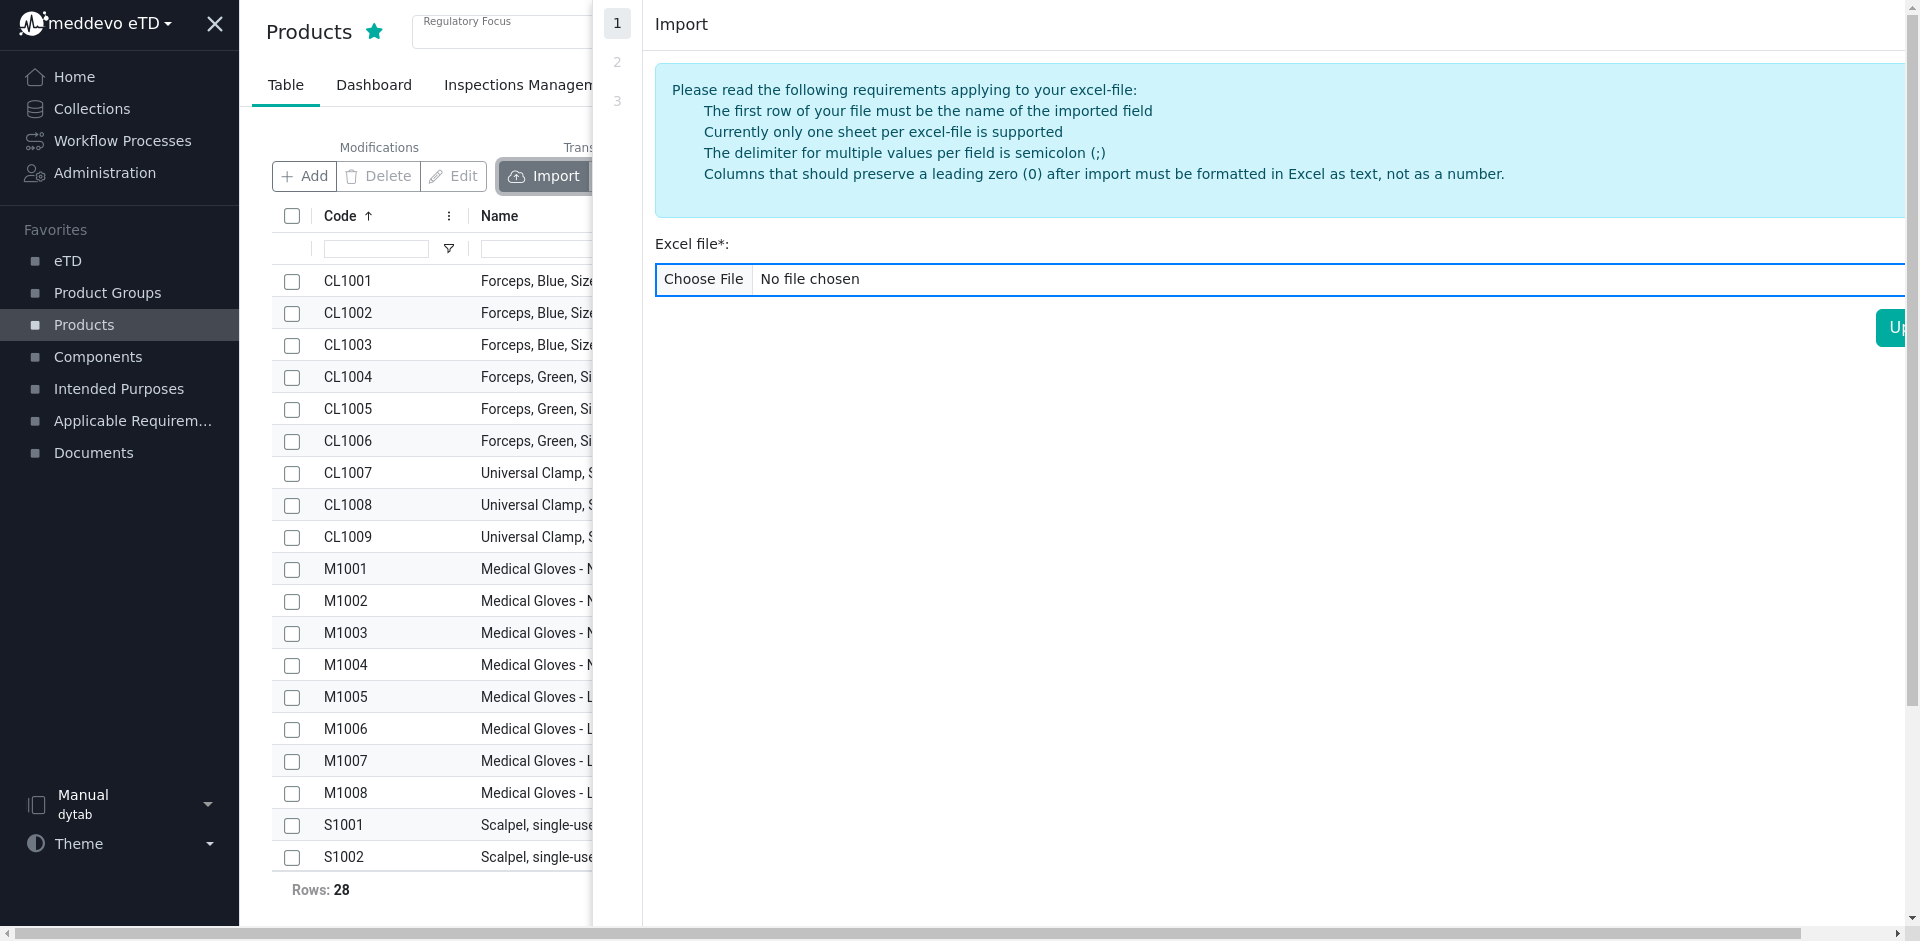 meddevo eTD
Home
Collections
Workflow Processes
Administration
Favorites
eTD
Product Groups
Products
Components
Intended Purposes
Applicable Requirem...
Documents
Manual
dytab
Theme
Products
Regulatory Focus
Table Dashboard Inspections Managem
Modifications Trans
Add Delete Edit Import
Code Name
CL1001 Forceps, Blue, Size
CL1002 Forceps, Blue, Size
CL1003 Forceps, Blue, Size
CL1004 Forceps, Green, Si
CL1005 Forceps, Green, Si
CL1006 Forceps, Green, Si
CL1007 Universal Clamp, S
CL1008 Universal Clamp, S
CL1009 Universal Clamp, S
M1001 Medical Gloves - N
M1002 Medical Gloves - N
M1003 Medical Gloves - N
M1004 Medical Gloves - N
M1005 Medical Gloves - L
M1006 Medical Gloves - L
M1007 Medical Gloves - L
M1008 Medical Gloves - L
S1001 Scalpel, single-use
S1002 Scalpel, single-use
Rows: 28
1
2
3
Import
Please read the following requirements applying to your excel-file:
The first row of your file must be the name of the imported field
Currently only one sheet per excel-file is supported
The delimiter for multiple values per field is semicolon (;)
Columns that should preserve a leading zero (0) after import must be formatted in Excel as text, not as a number.
Excel file*:
Choose File No file chosen
Up